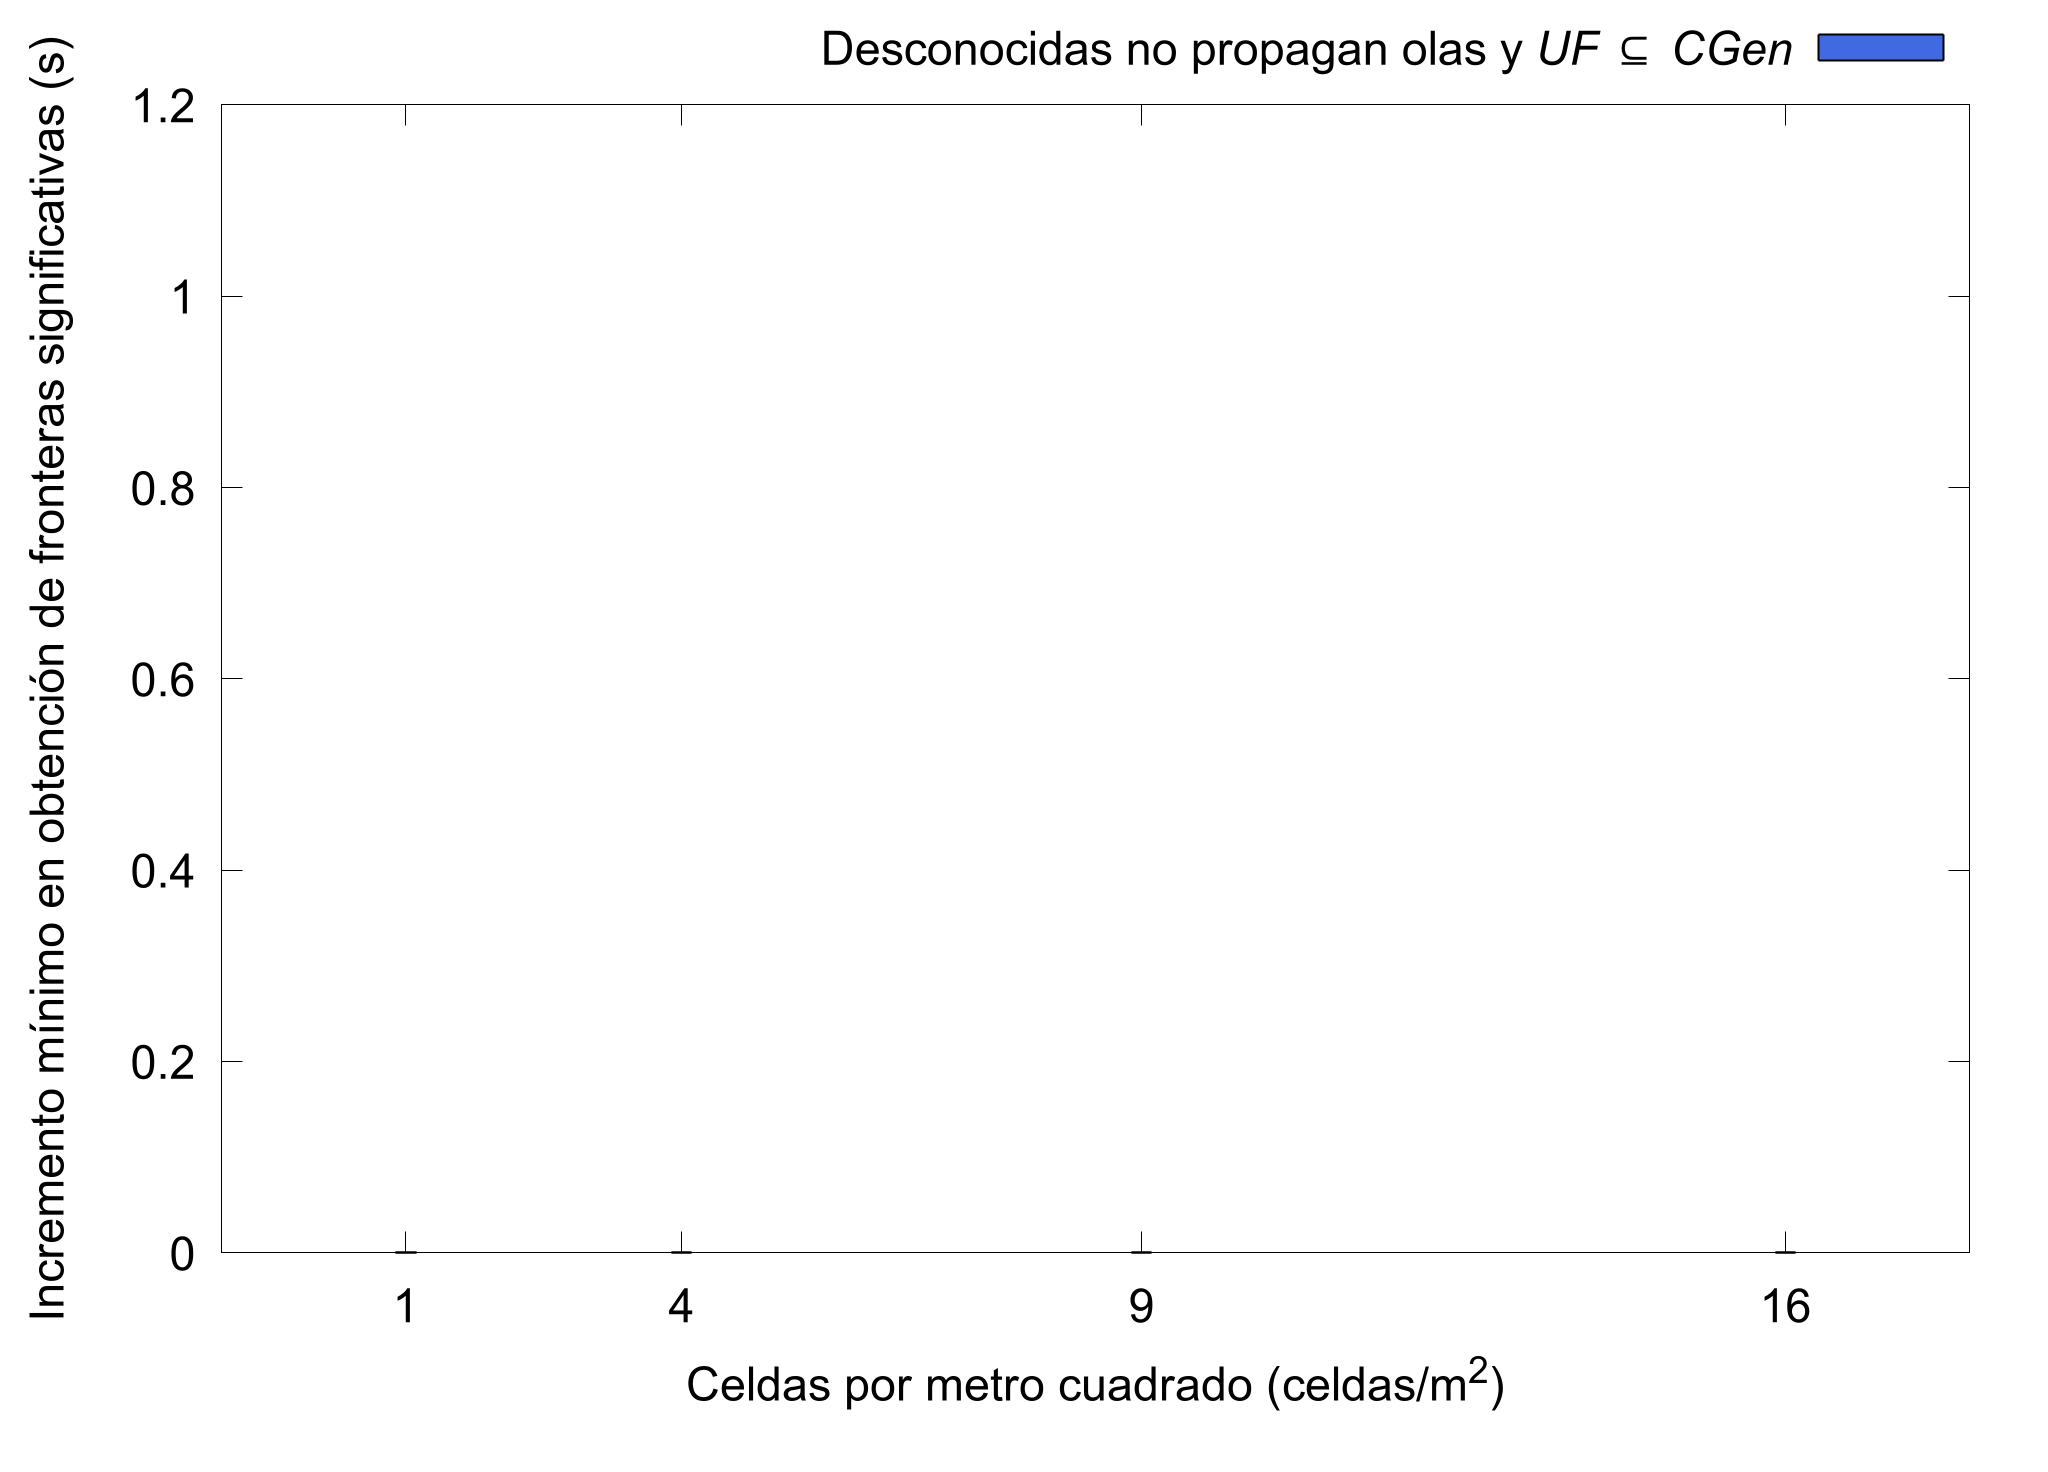 Desconocidas no propagan olas y UF ⊆ CGen
Incremento mínimo en obtención de fronteras significativas (s)
1.2
1
0.8
0.6
0.4
0.2
0
1 4 9 16
Celdas por metro cuadrado (celdas/m²)